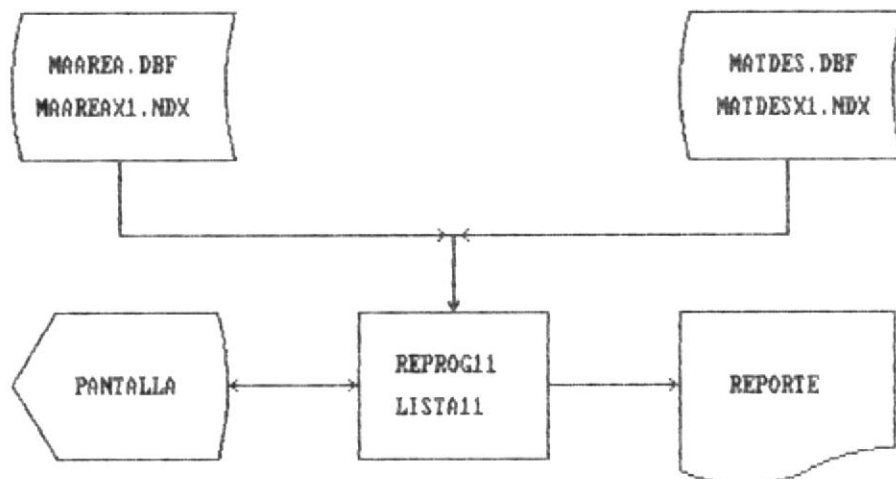 MAAREA.DBF
MAAREAX1.NDX
MATDES.DBF
MATDESX1.NDX
PANTALLA
REPROG11
LISTA11
REPORTE